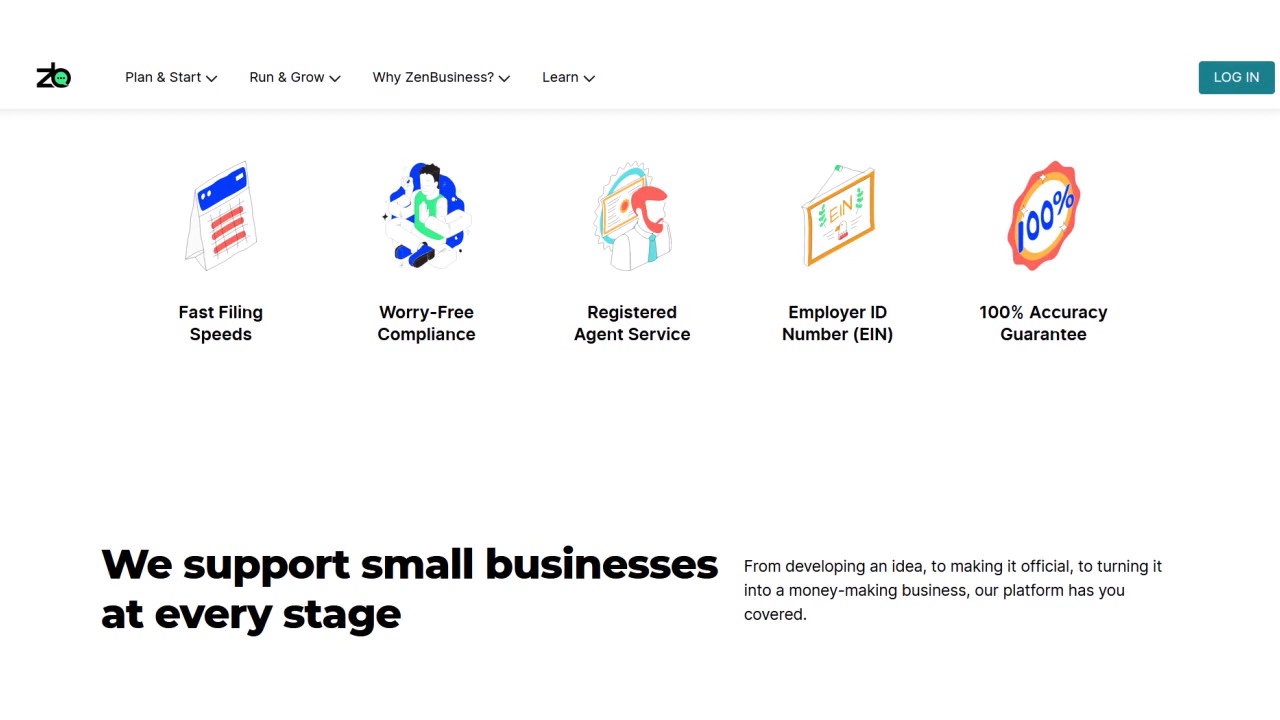 zb
Plan & Start
Run & Grow
Why ZenBusiness?
Learn
LOG IN
EIN
100%
Fast Filing
Speeds
Worry-Free
Compliance
Registered
Agent Service
Employer ID
Number (EIN)
100% Accuracy
Guarantee
We support small businesses
at every stage
From developing an idea, to making it official, to turning it
into a money-making business, our platform has you
covered.